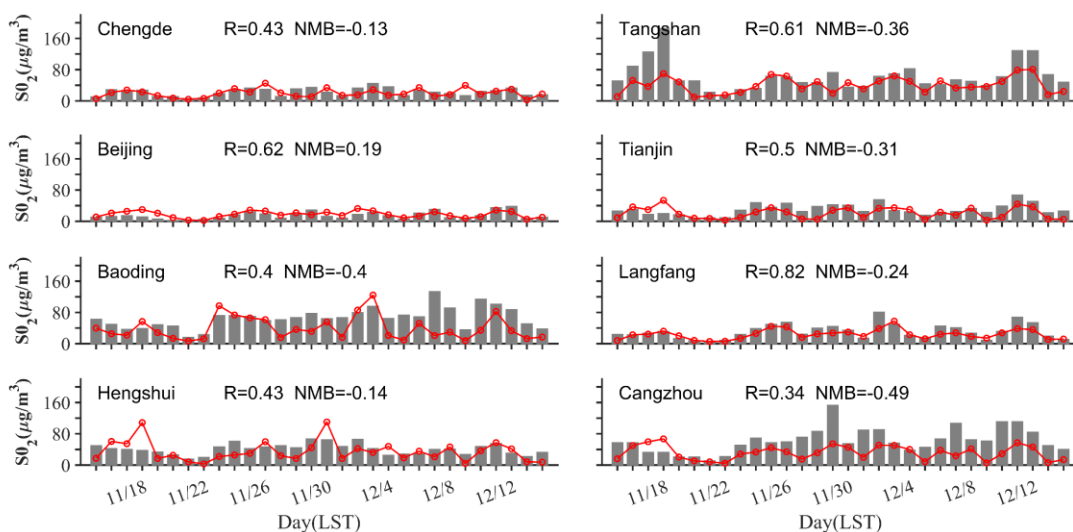 Chengde R=0.43 NMB=-0.13
SO₂(μg/m³)
160
80
0
Tangshan R=0.61 NMB=-0.36
160
80
0
Beijing R=0.62 NMB=0.19
SO₂(μg/m³)
160
80
0
Tianjin R=0.5 NMB=-0.31
160
80
0
Baoding R=0.4 NMB=-0.4
SO₂(μg/m³)
160
80
0
Langfang R=0.82 NMB=-0.24
160
80
0
Hengshui R=0.43 NMB=-0.14
SO₂(μg/m³)
160
80
0
11/18 11/22 11/26 11/30 12/4 12/8 12/12
Day(LST)
Cangzhou R=0.34 NMB=-0.49
160
80
0
11/18 11/22 11/26 11/30 12/4 12/8 12/12
Day(LST)